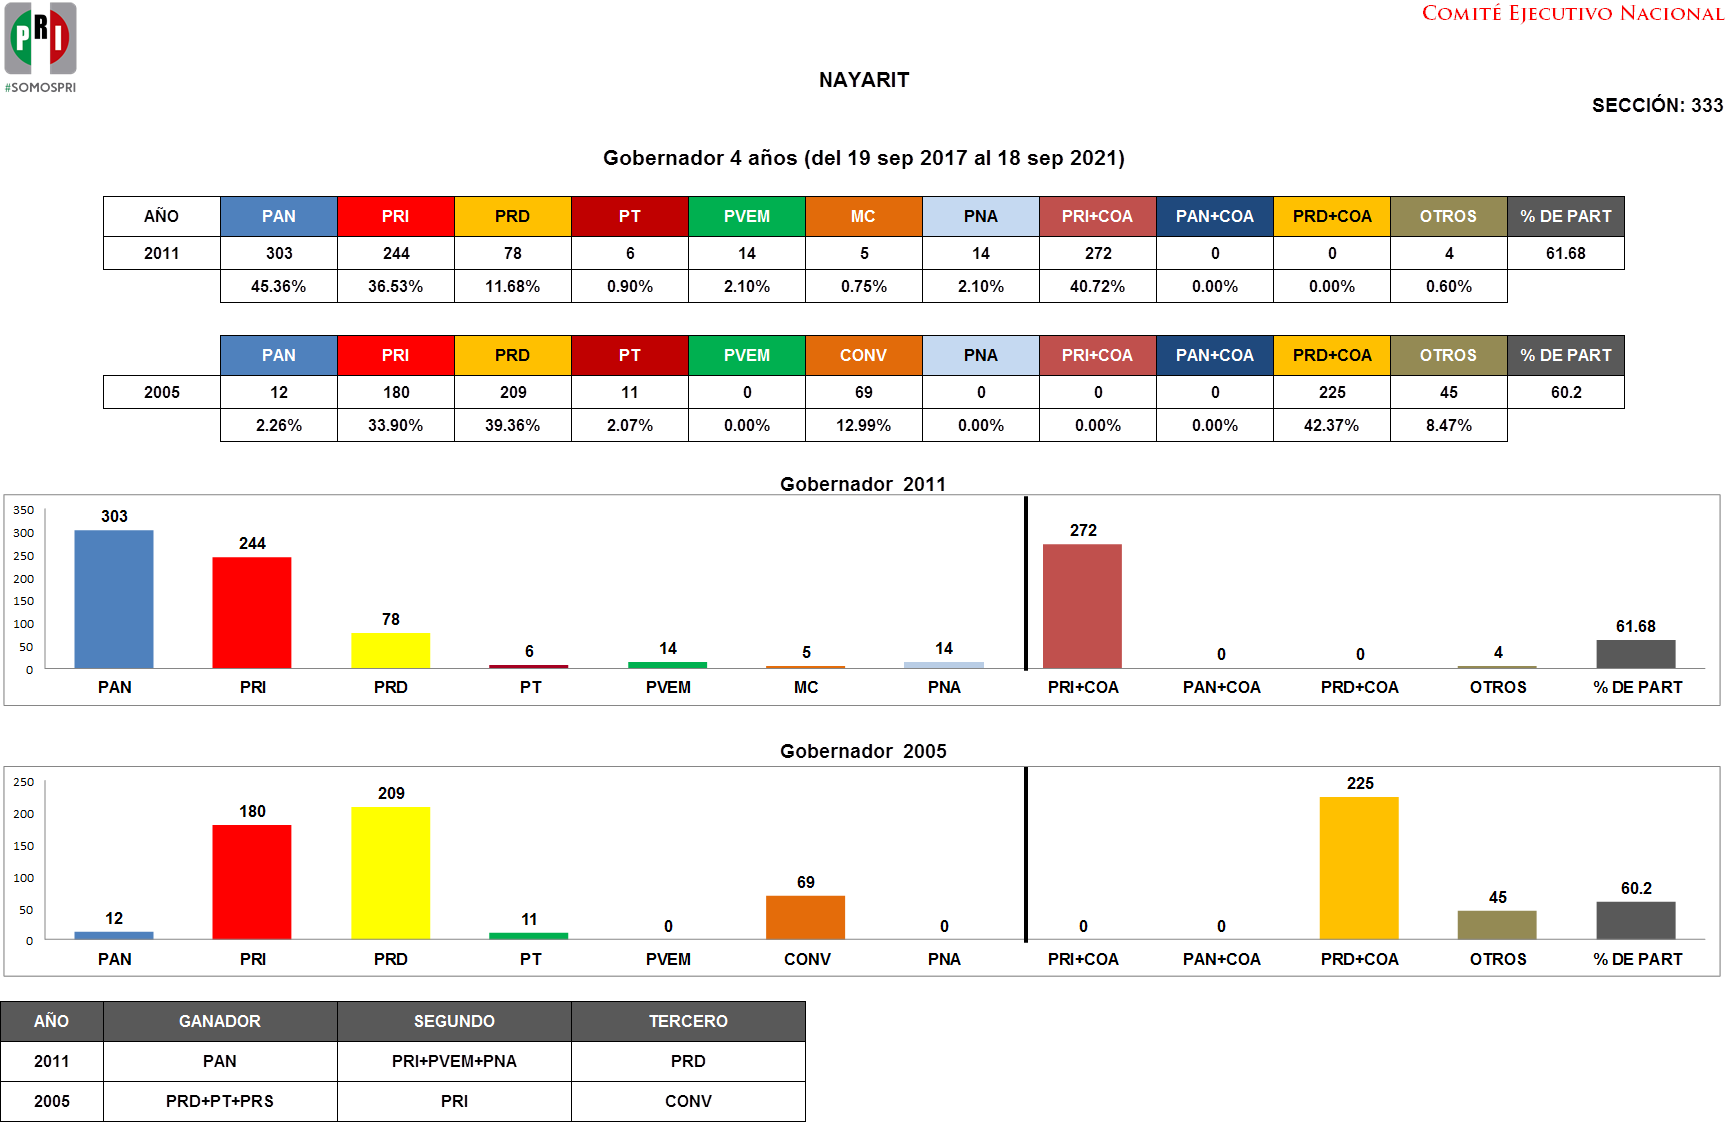 PRI
#SOMOSPRI
COMITÉ EJECUTIVO NACIONAL
NAYARIT
SECCIÓN: 333
Gobernador 4 años (del 19 sep 2017 al 18 sep 2021)
AÑO PAN PRI PRD PT PVEM MC PNA PRI+COA PAN+COA PRD+COA OTROS % DE PART
2011 303 244 78 6 14 5 14 272 0 0 4 61.68
45.36% 36.53% 11.68% 0.90% 2.10% 0.75% 2.10% 40.72% 0.00% 0.00% 0.60%
PAN PRI PRD PT PVEM CONV PNA PRI+COA PAN+COA PRD+COA OTROS % DE PART
2005 12 180 209 11 0 69 0 0 0 225 45 60.2
2.26% 33.90% 39.36% 2.07% 0.00% 12.99% 0.00% 0.00% 0.00% 42.37% 8.47%
Gobernador 2011
350
300
250
200
150
100
50
0
303 244 78 6 14 5 14 272 0 0 4 61.68
PAN PRI PRD PT PVEM MC PNA PRI+COA PAN+COA PRD+COA OTROS % DE PART
Gobernador 2005
250
200
150
100
50
0
12 180 209 11 0 69 0 0 0 225 45 60.2
PAN PRI PRD PT PVEM CONV PNA PRI+COA PAN+COA PRD+COA OTROS % DE PART
AÑO GANADOR SEGUNDO TERCERO
2011 PAN PRI+PVEM+PNA PRD
2005 PRD+PT+PRS PRI CONV